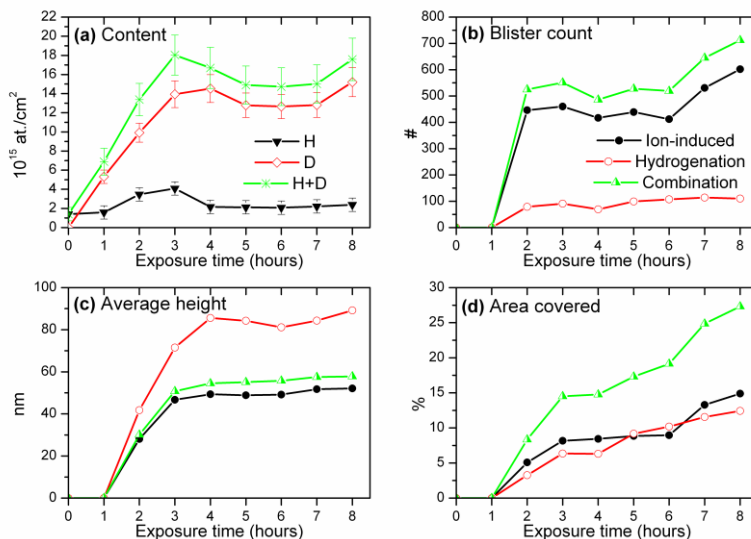 (a) Content
22
20
18
16
14
12
10
8
6
4
2
0
10¹⁵ at./cm²
H
D
H+D
0 1 2 3 4 5 6 7 8
Exposure time (hours)
(b) Blister count
800
700
600
500
400
300
200
100
0
#
Ion-induced
Hydrogenation
Combination
0 1 2 3 4 5 6 7 8
Exposure time (hours)
(c) Average height
100
80
60
40
20
0
nm
0 1 2 3 4 5 6 7 8
Exposure time (hours)
(d) Area covered
30
25
20
15
10
5
0
%
0 1 2 3 4 5 6 7 8
Exposure time (hours)